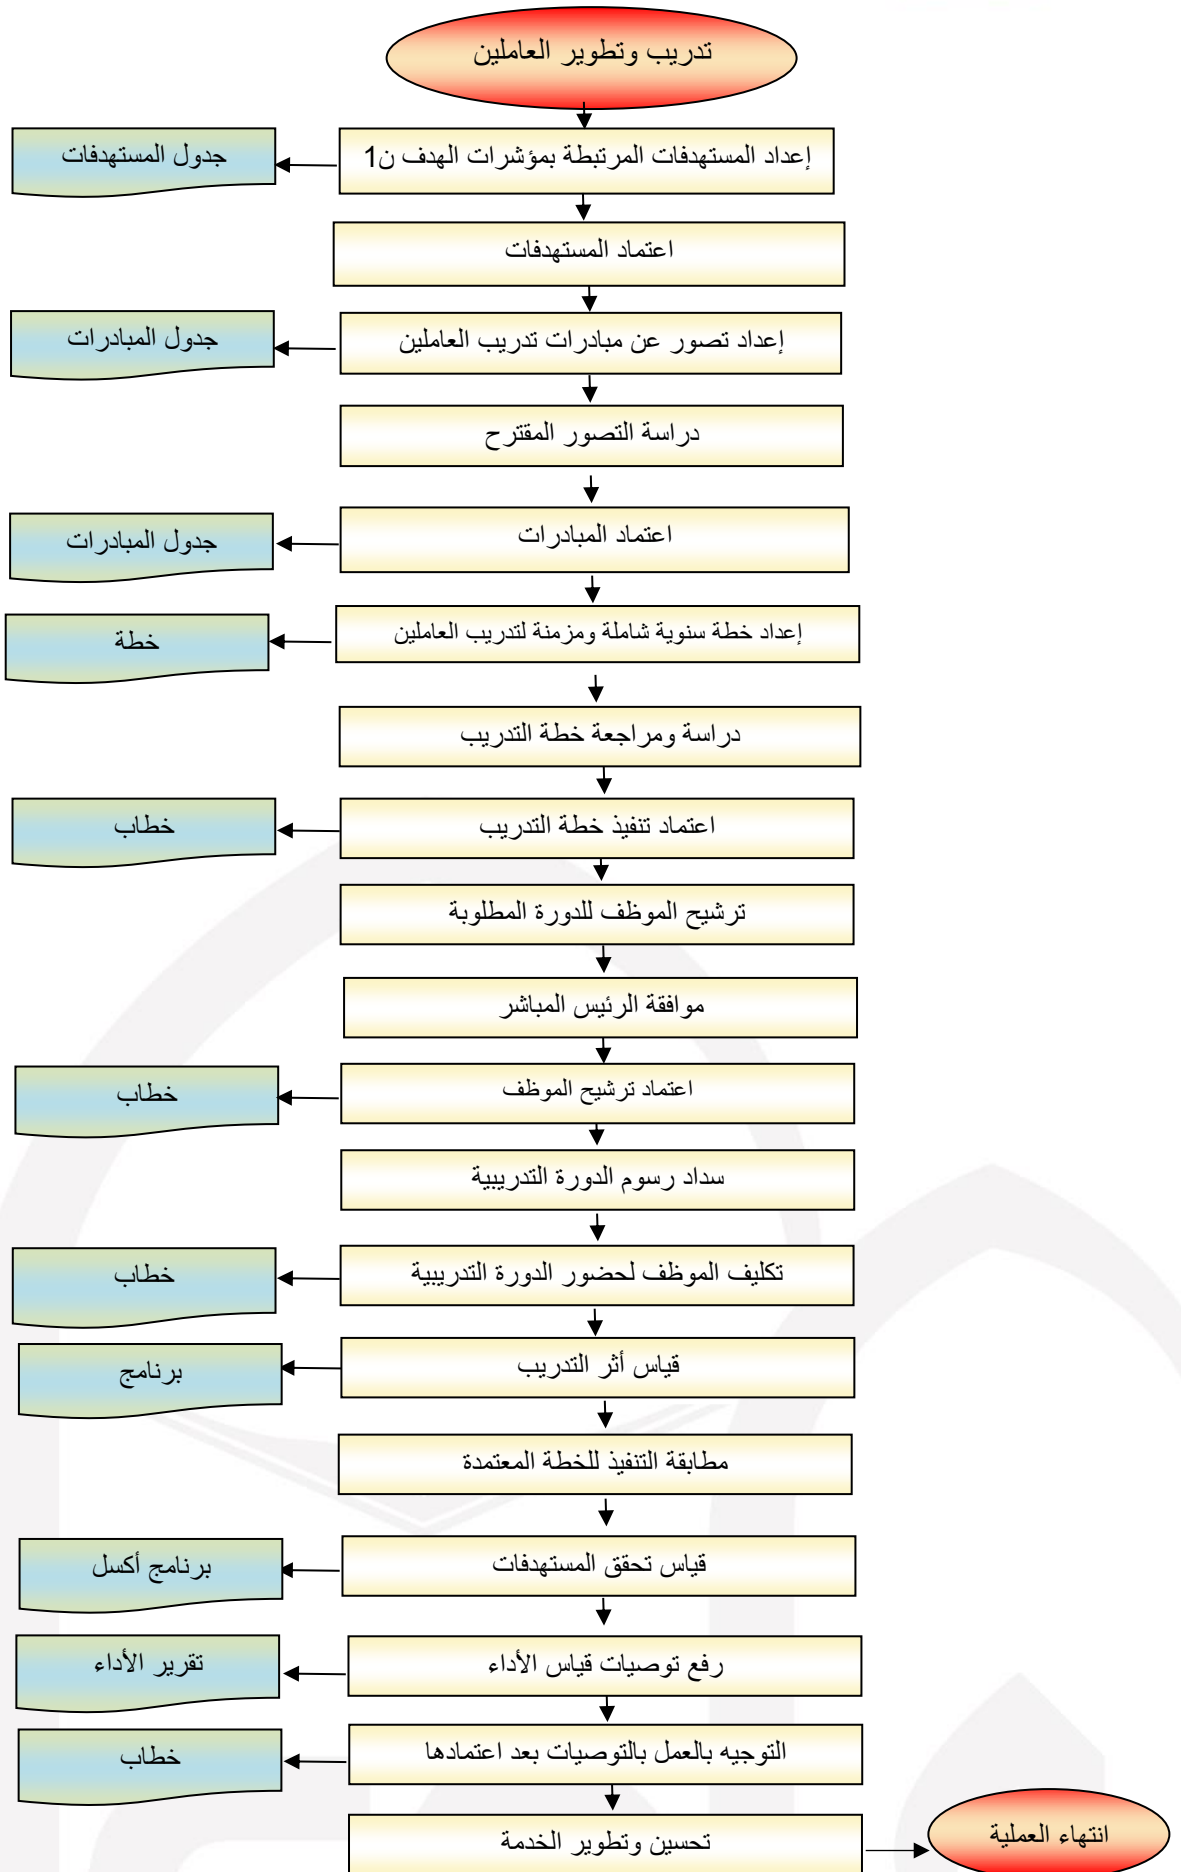 تدريب وتطوير العاملين
إعداد المستهدفات المرتبطة بمؤشرات الهدف ن1
جدول المستهدفات
اعتماد المستهدفات
إعداد تصور عن مبادرات تدريب العاملين
جدول المبادرات
دراسة التصور المقترح
اعتماد المبادرات
جدول المبادرات
إعداد خطة سنوية شاملة ومزمنة لتدريب العاملين
خطة
دراسة ومراجعة خطة التدريب
اعتماد تنفيذ خطة التدريب
خطاب
ترشيح الموظف للدورة المطلوبة
موافقة الرئيس المباشر
اعتماد ترشيح الموظف
خطاب
سداد رسوم الدورة التدريبية
تكليف الموظف لحضور الدورة التدريبية
خطاب
قياس أثر التدريب
برنامج
مطابقة التنفيذ للخطة المعتمدة
قياس تحقق المستهدفات
برنامج أكسل
رفع توصيات قياس الأداء
تقرير الأداء
التوجيه بالعمل بالتوصيات بعد اعتمادها
خطاب
تحسين وتطوير الخدمة
انتهاء العملية